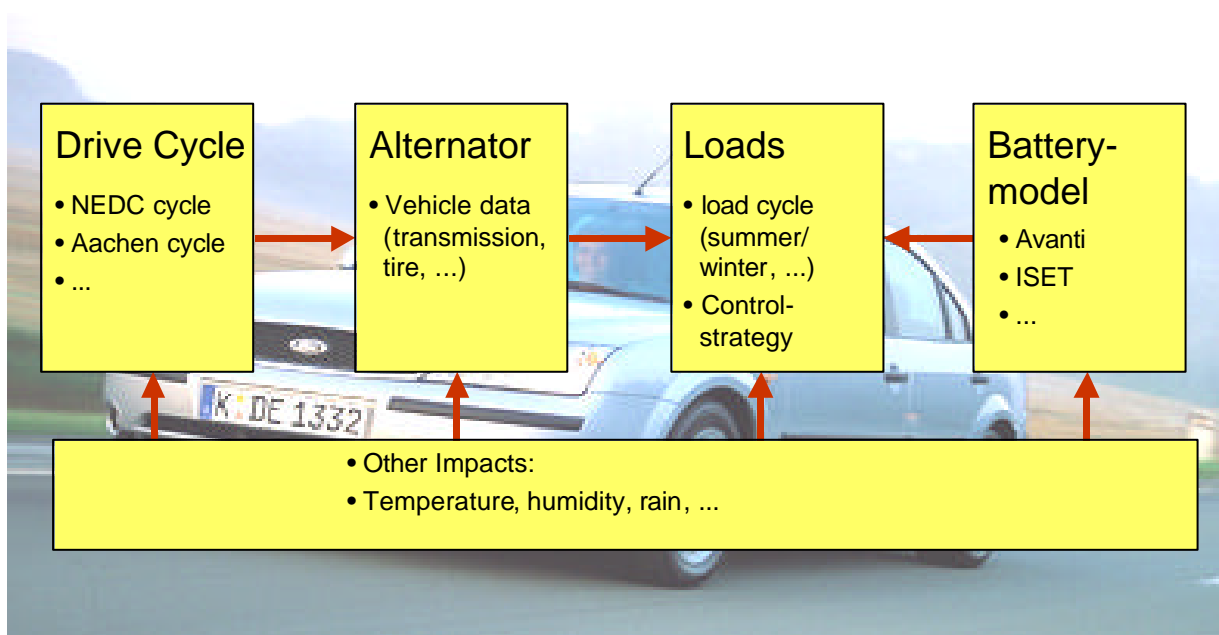 Drive Cycle
• NEDC cycle
• Aachen cycle
• ...
Alternator
• Vehicle data
(transmission,
tire, ...)
Loads
• load cycle
(summer/
winter, ...)
• Control-
strategy
Battery-
model
• Avanti
• ISET
• ...
K DE 1332
• Other Impacts:
• Temperature, humidity, rain, ...